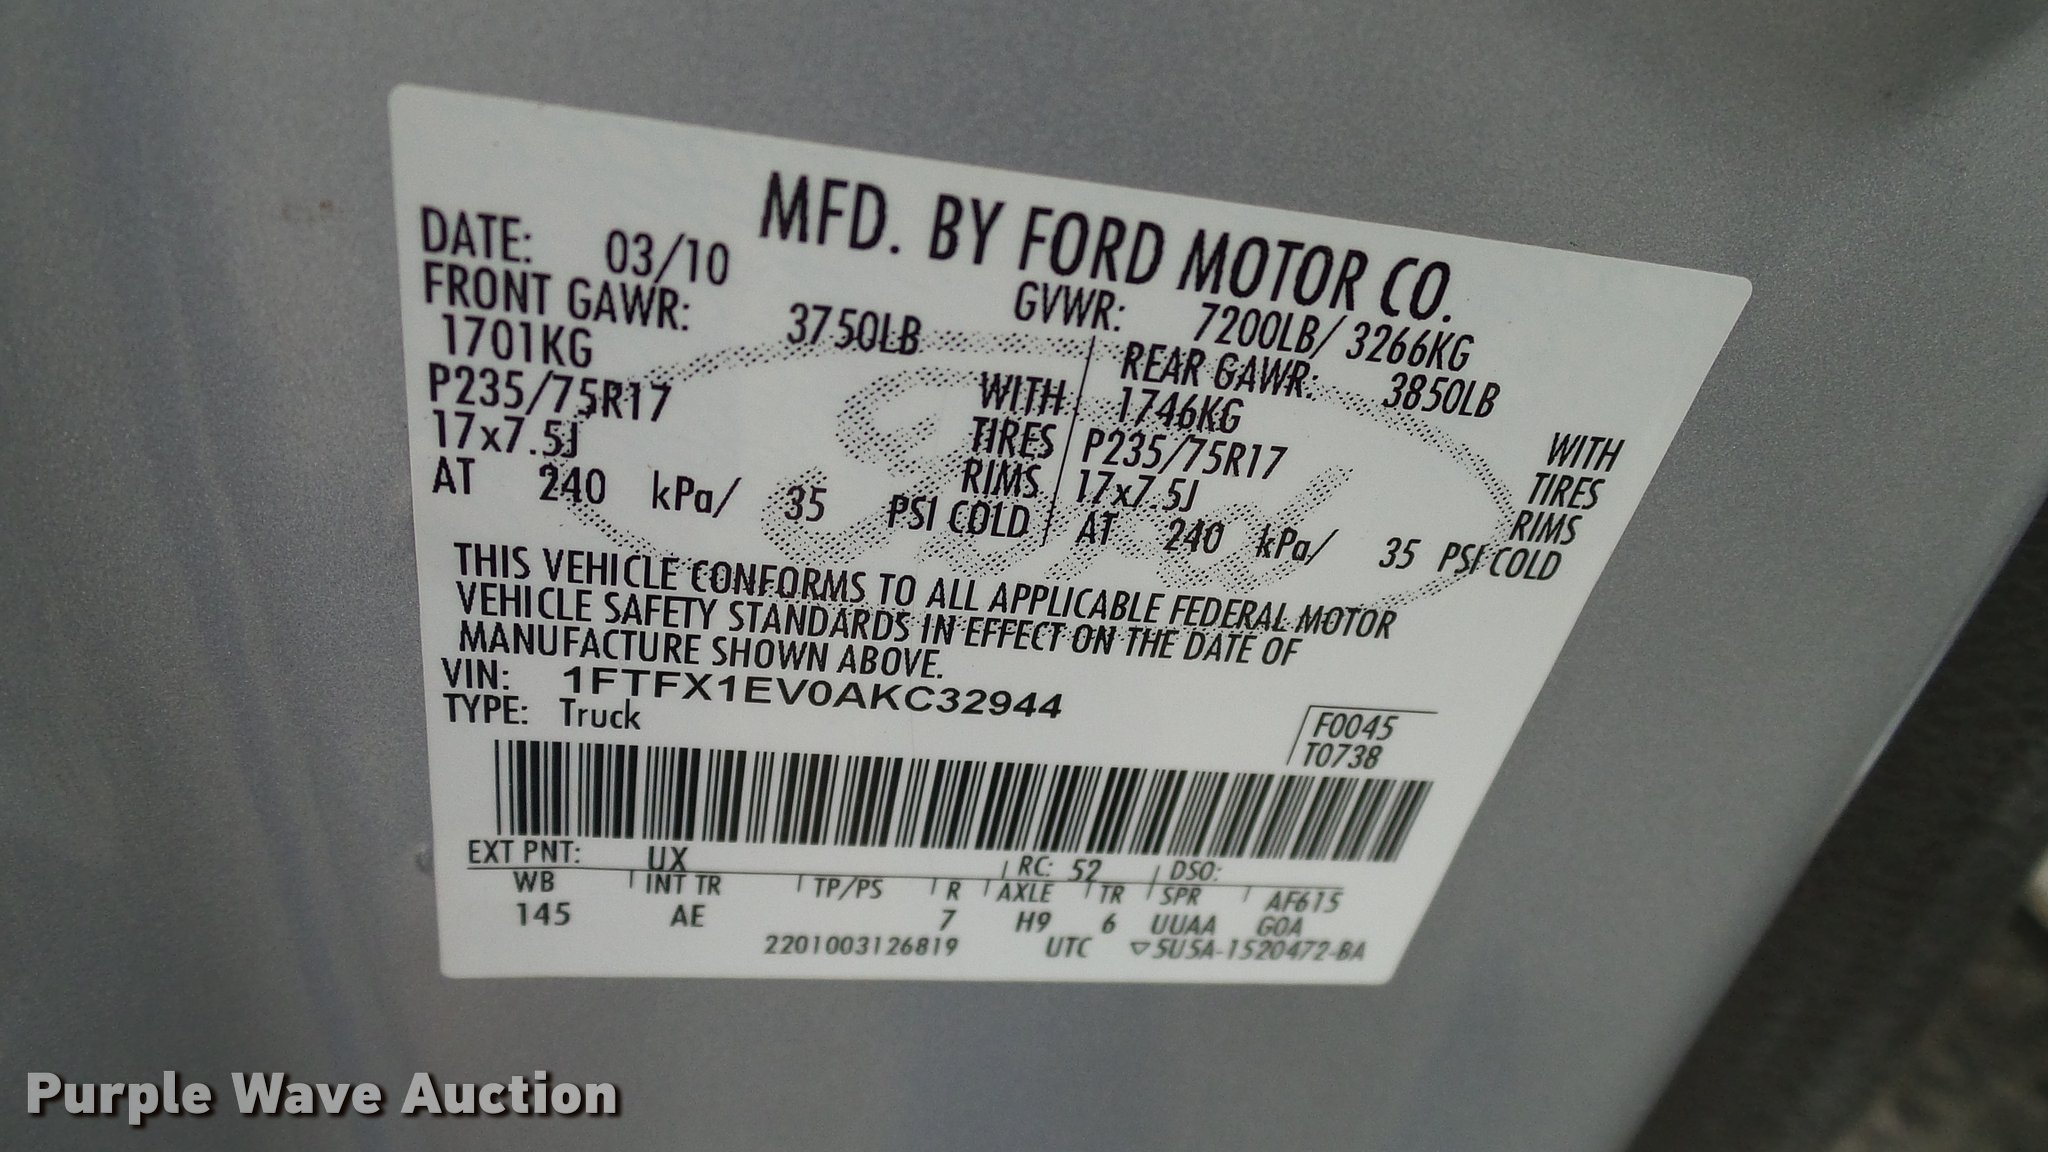 MFD. BY FORD MOTOR CO.
DATE: 03/10 GVWR: 7200LB/ 3266KG
FRONT GAWR: 3750LB REAR GAWR: 3850LB
1701KG WITH 1746KG WITH
P235/75R17 TIRES P235/75R17 TIRES
17x7.5J RIMS 17x7.5J RIMS
AT 240 kPa/ 35 PSI COLD AT 240 kPa/ 35 PSI COLD
THIS VEHICLE CONFORMS TO ALL APPLICABLE FEDERAL MOTOR
VEHICLE SAFETY STANDARDS IN EFFECT ON THE DATE OF
MANUFACTURE SHOWN ABOVE.
VIN: 1FTFX1EV0AKC32944
TYPE: Truck
F0045
T0738
EXT PNT: UX RC: 52 DSO:
WB INT TR TP/PS R AXLE TR SPR AF615
145 AE 7 H9 6 UUAA GOA
2201003126819 UTC ▽5U5A-1520472-BA
Ford
Purple Wave Auction